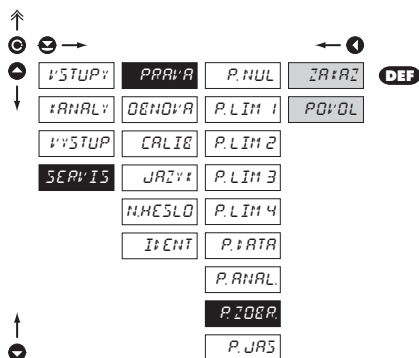 VSTUPY PRAVA P. NUL ZAKAZ DEF
KANALY OBNOVA P. LIM 1 POVOL
VYSTUP CALIB P. LIM 2
SERVIS JAZYK P. LIM 3
N.HESLO P. LIM 4
IDENT P. DATA
P. ANAL.
P. ZOBR.
P. JAS